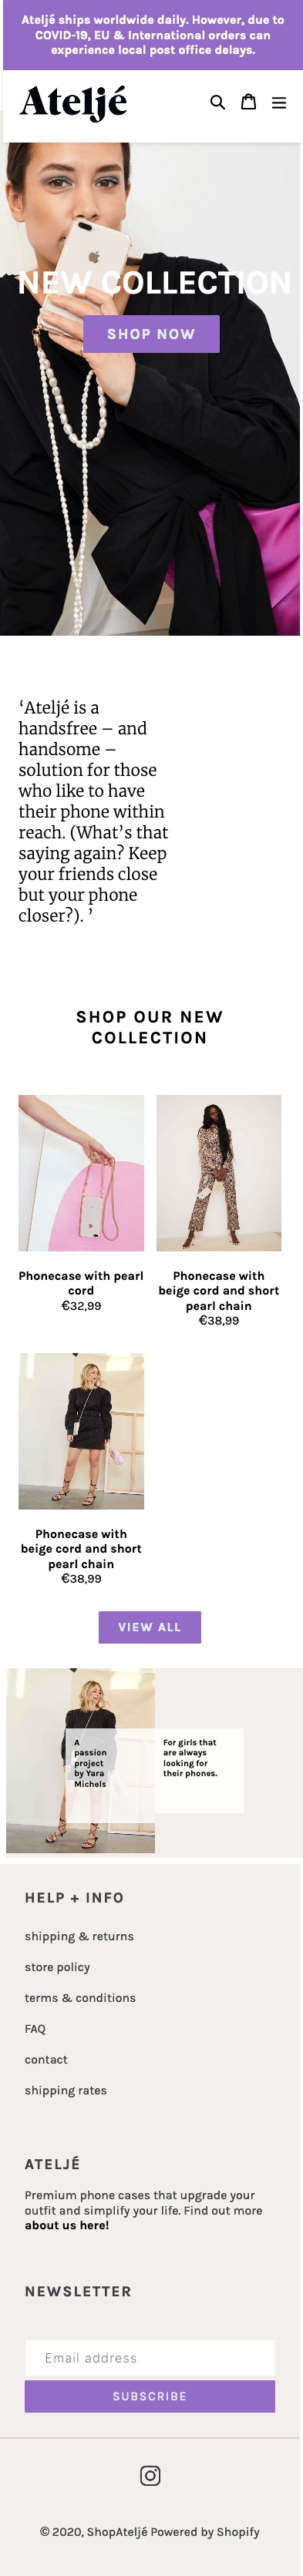 Ateljé ships worldwide daily. However, due to
COVID-19, EU & International orders can
experience local post office delays.
Ateljé
NEW COLLECTION
SHOP NOW
‘Ateljé is a
handsfree – and
handsome –
solution for those
who like to have
their phone within
reach. (What’s that
saying again? Keep
your friends close
but your phone
closer?). ’
SHOP OUR NEW
COLLECTION
Phonecase with pearl
cord
€32,99
Phonecase with
beige cord and short
pearl chain
€38,99
Phonecase with
beige cord and short
pearl chain
€38,99
VIEW ALL
A
passion
project
by Yara
Michels
For girls that
are always
looking for
their phones.
HELP + INFO
shipping & returns
store policy
terms & conditions
FAQ
contact
shipping rates
ATELJÉ
Premium phone cases that upgrade your
outfit and simplify your life. Find out more
about us here!
NEWSLETTER
Email address
SUBSCRIBE
© 2020, ShopAteljé Powered by Shopify